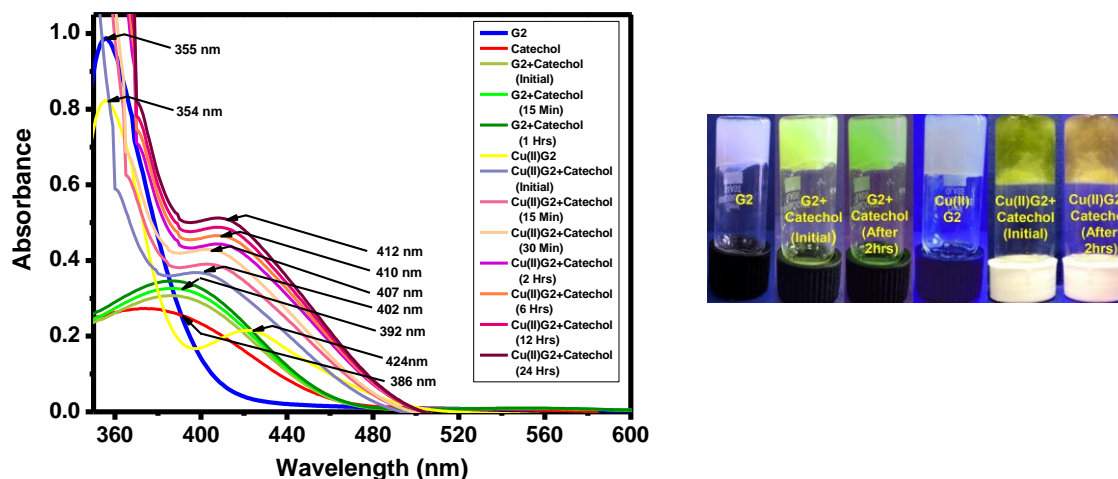 1.0
0.8
0.6
0.4
0.2
0.0
Absorbance
360
400
440
480
520
560
600
Wavelength (nm)
355 nm
354 nm
412 nm
410 nm
407 nm
402 nm
392 nm
424nm
386 nm
G2
Catechol
G2+Catechol
(Initial)
G2+Catechol
(15 Min)
G2+Catechol
(1 Hrs)
Cu(II)G2
Cu(II)G2+Catechol
(Initial)
Cu(II)G2+Catechol
(15 Min)
Cu(II)G2+Catechol
(30 Min)
Cu(II)G2+Catechol
(2 Hrs)
Cu(II)G2+Catechol
(6 Hrs)
Cu(II)G2+Catechol
(12 Hrs)
Cu(II)G2+Catechol
(24 Hrs)
G2
G2+
Catechol
(Initial)
G2+
Catechol
(After
2hrs)
Cu(II)
G2
Cu(II)G2+
Catechol
(Initial)
Cu(II)G2
Catech
(After
2hrs)